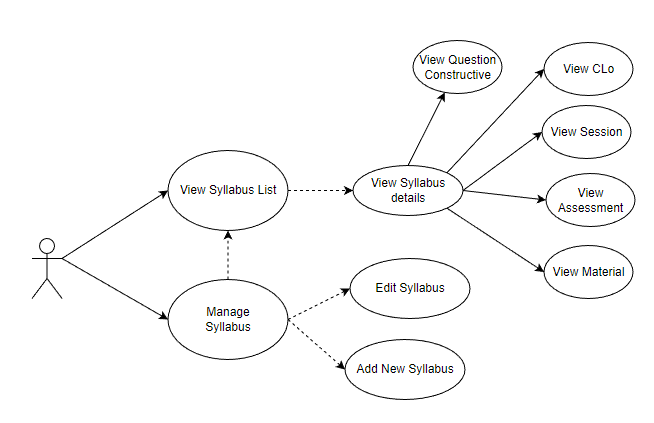 View Question
Constructive
View CLo
View Session
View Syllabus List
View Syllabus
details
View
Assessment
View Material
Manage
Syllabus
Edit Syllabus
Add New Syllabus